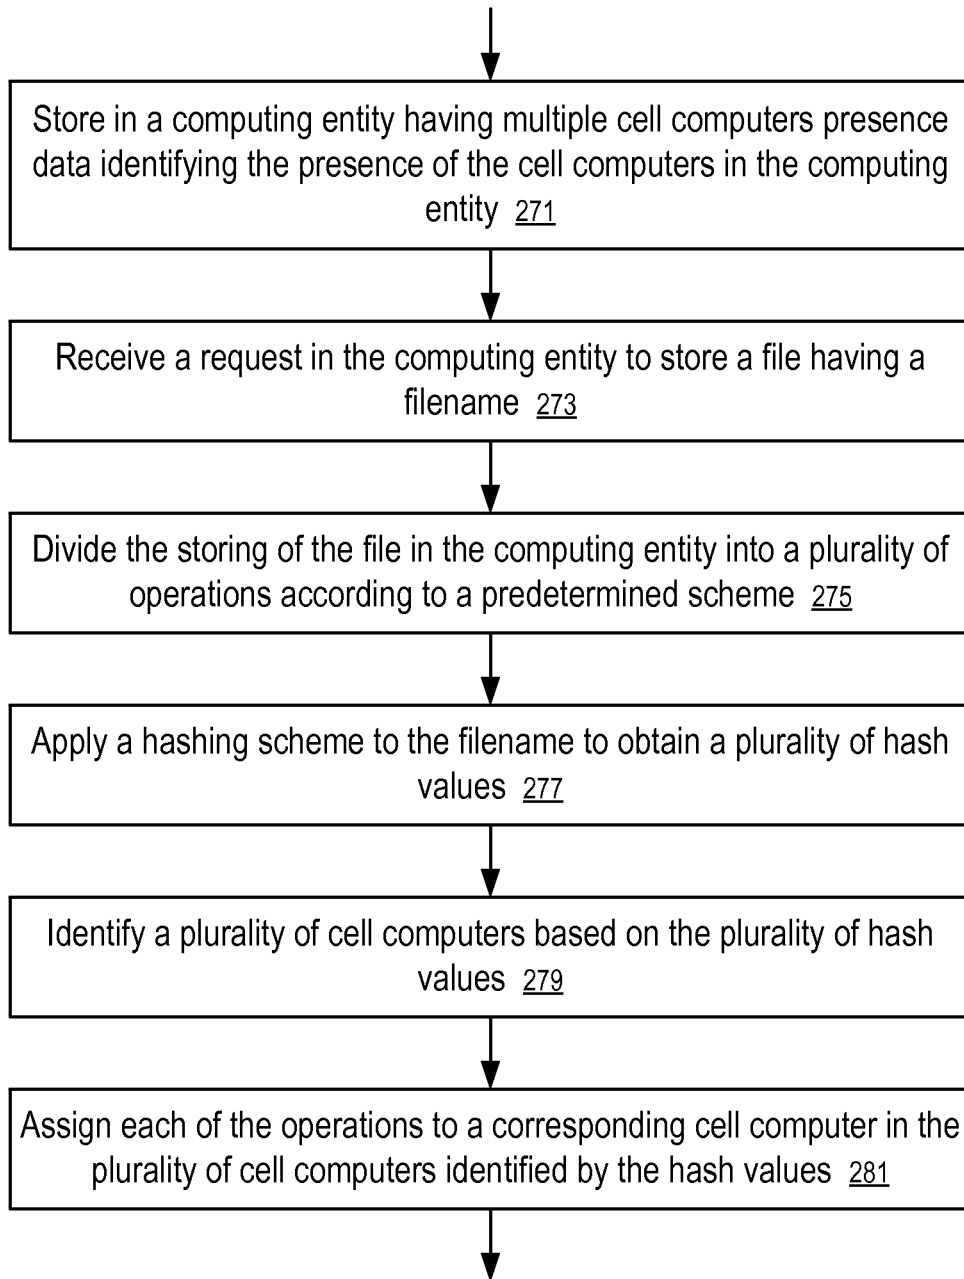 Store in a computing entity having multiple cell computers presence
data identifying the presence of the cell computers in the computing
entity 271
Receive a request in the computing entity to store a file having a
filename 273
Divide the storing of the file in the computing entity into a plurality of
operations according to a predetermined scheme 275
Apply a hashing scheme to the filename to obtain a plurality of hash
values 277
Identify a plurality of cell computers based on the plurality of hash
values 279
Assign each of the operations to a corresponding cell computer in the
plurality of cell computers identified by the hash values 281